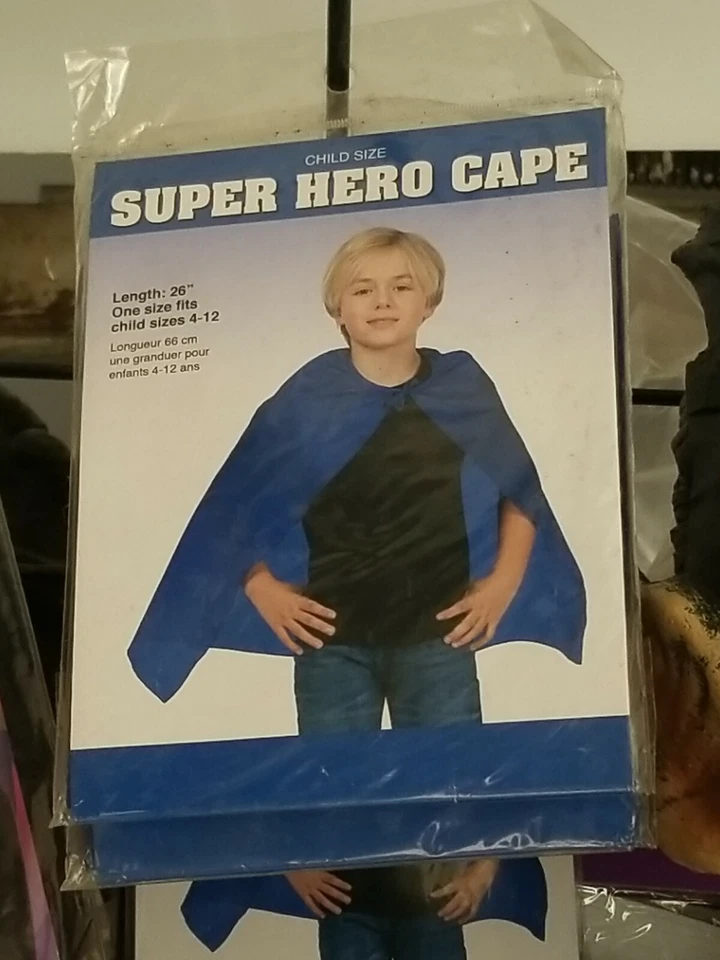 CHILD SIZE
SUPER HERO CAPE
Length: 26"
One size fits
child sizes 4-12
Longueur 66 cm
une granduer pour
enfants 4-12 ans